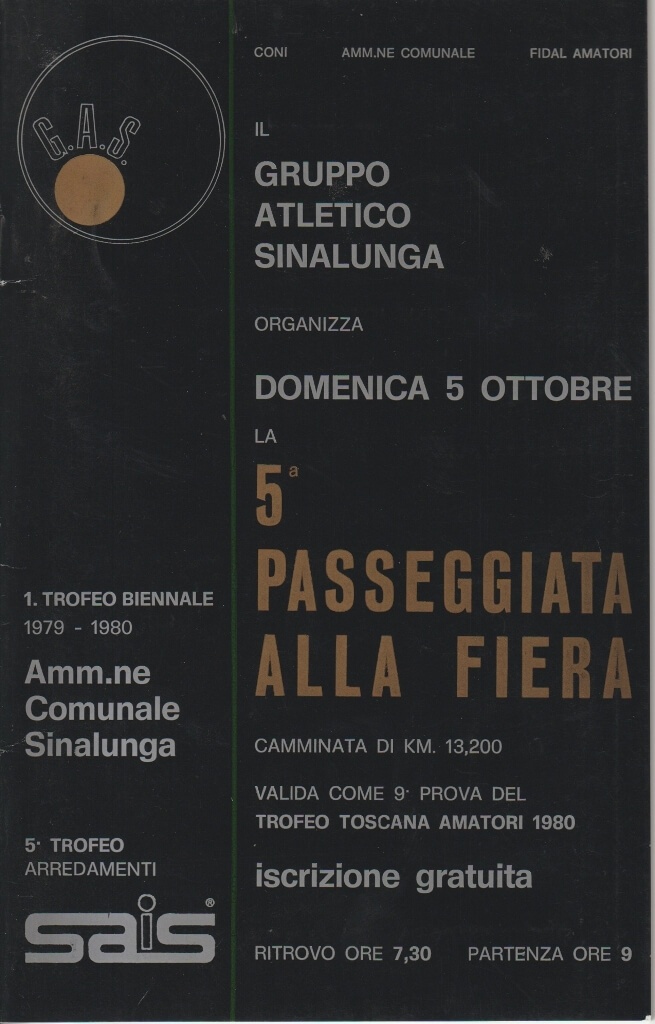 G.A.S.
CONI AMM.NE COMUNALE FIDAL AMATORI
IL
GRUPPO
ATLETICO
SINALUNGA
ORGANIZZA
DOMENICA 5 OTTOBRE
LA
5ª
PASSEGGIATA
ALLA FIERA
CAMMINATA DI KM. 13,200
VALIDA COME 9· PROVA DEL
TROFEO TOSCANA AMATORI 1980
iscrizione gratuita
RITROVO ORE 7,30 PARTENZA ORE 9
1. TROFEO BIENNALE
1979 - 1980
Amm.ne
Comunale
Sinalunga
5· TROFEO
ARREDAMENTI
sais®